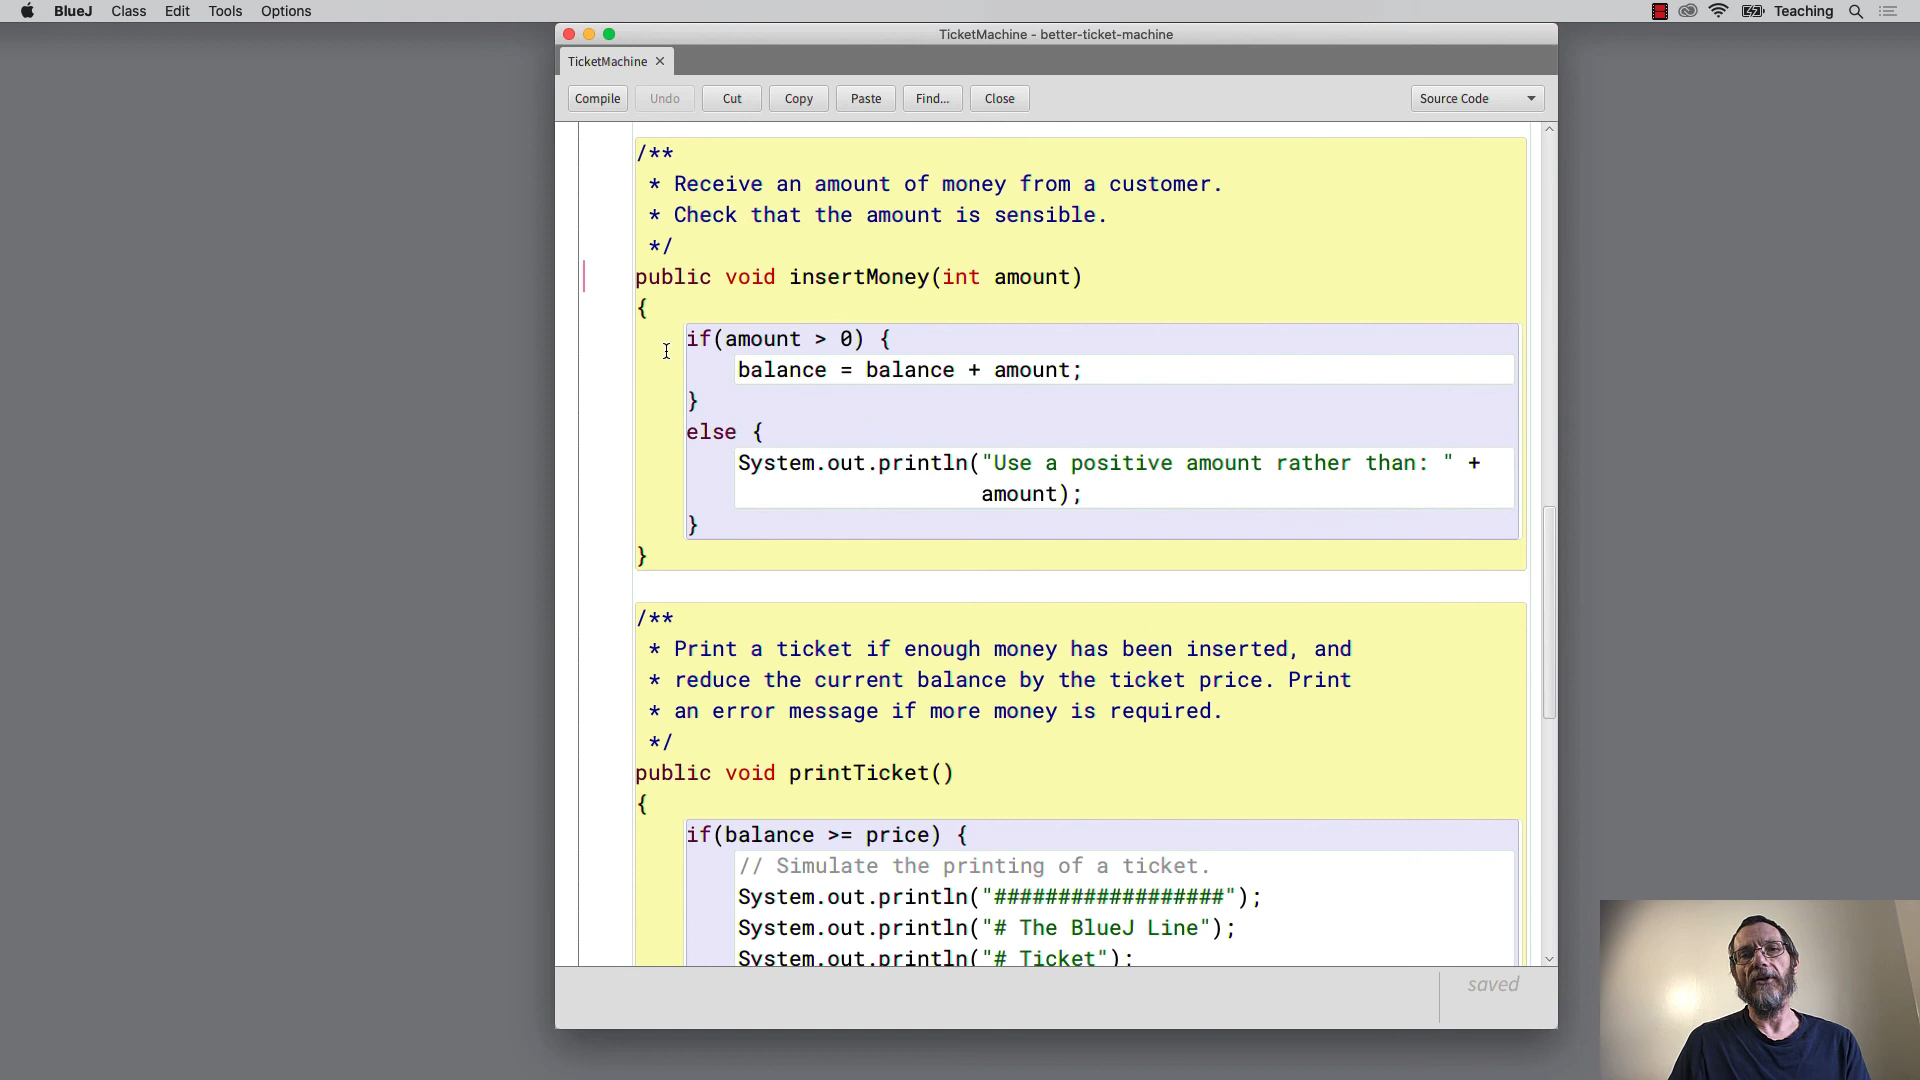 BlueJ Class Edit Tools Options Teaching
TicketMachine - better-ticket-machine
TicketMachine ×
Compile Undo Cut Copy Paste Find... Close Source Code
/**
* Receive an amount of money from a customer.
* Check that the amount is sensible.
*/
public void insertMoney(int amount)
{
if(amount > 0) {
balance = balance + amount;
}
else {
System.out.println("Use a positive amount rather than: " +
amount);
}
}
/**
* Print a ticket if enough money has been inserted, and
* reduce the current balance by the ticket price. Print
* an error message if more money is required.
*/
public void printTicket()
{
if(balance >= price) {
// Simulate the printing of a ticket.
System.out.println("##################");
System.out.println("# The BlueJ Line");
System.out.println("# Ticket");
saved